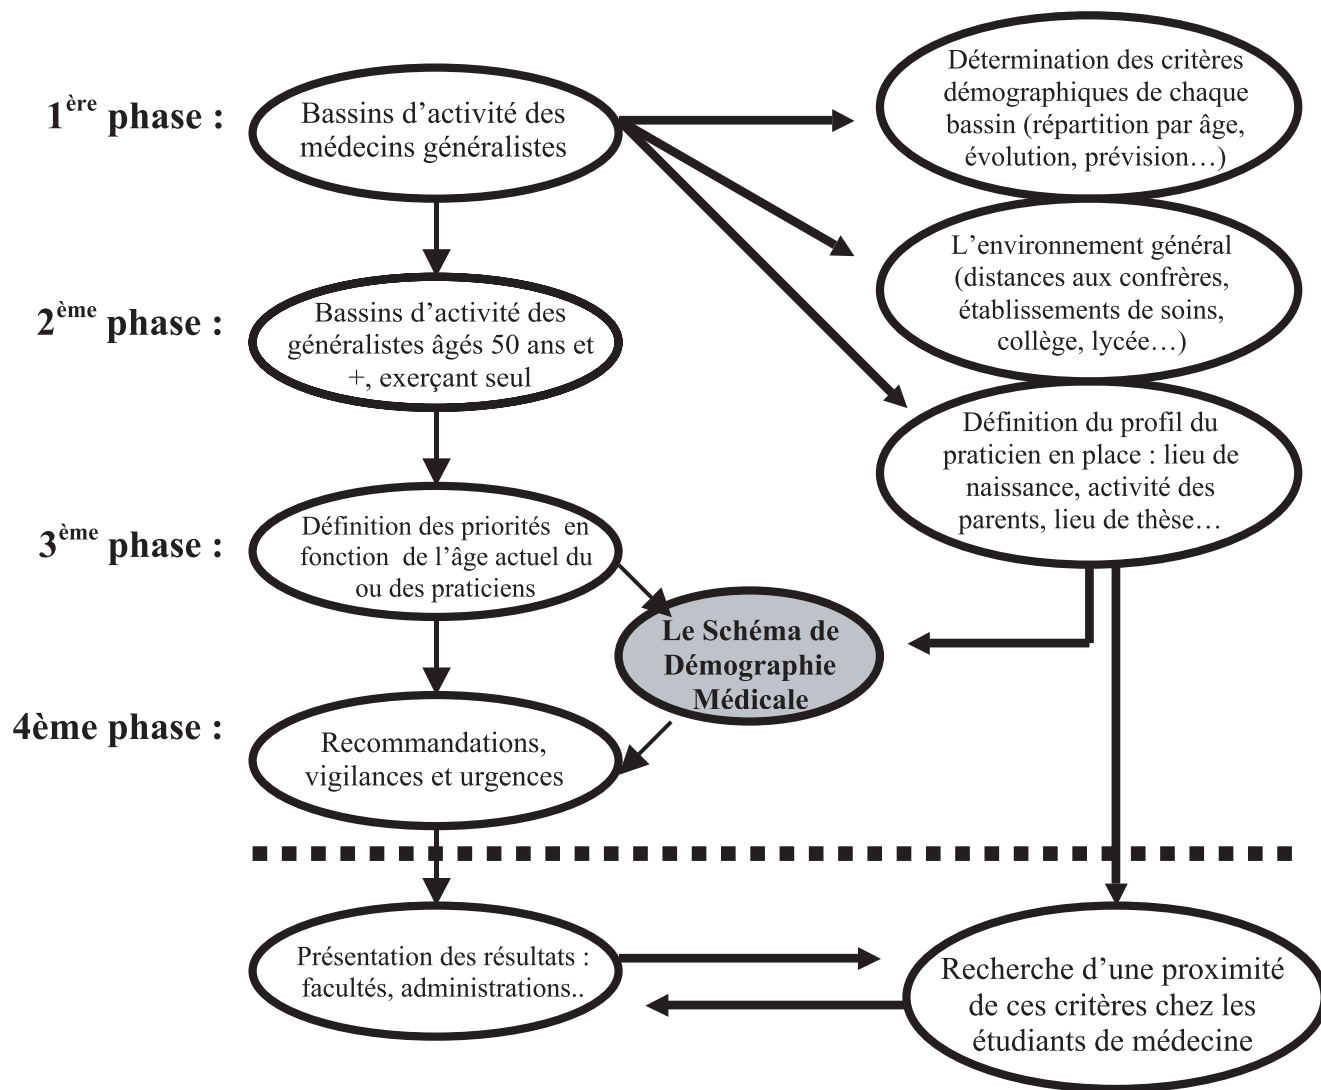 1ère phase :
Bassins d’activité des
médecins généralistes
Détermination des critères
démographiques de chaque
bassin (répartition par âge,
évolution, prévision…)
L’environnement général
(distances aux confrères,
établissements de soins,
collège, lycée…)
2ème phase :
Bassins d’activité des
généralistes âgés 50 ans et
+, exerçant seul
Définition du profil du
praticien en place : lieu de
naissance, activité des
parents, lieu de thèse…
3ème phase :
Définition des priorités en
fonction de l’âge actuel du
ou des praticiens
Le Schéma de
Démographie
Médicale
4ème phase :
Recommandations,
vigilances et urgences
Présentation des résultats :
facultés, administrations..
Recherche d’une proximité
de ces critères chez les
étudiants de médecine